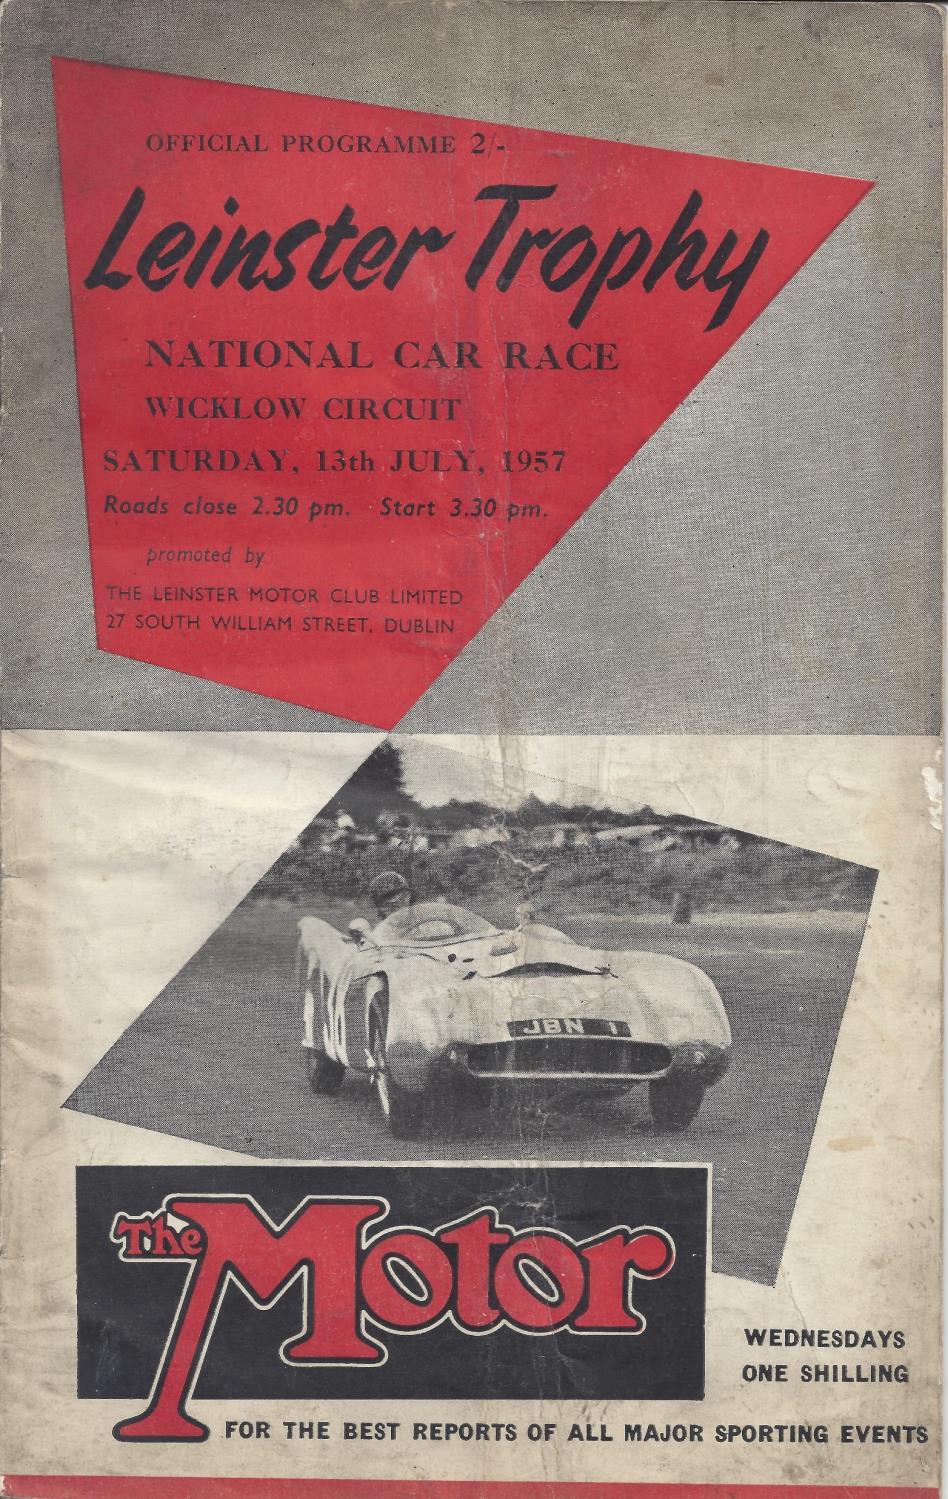 OFFICIAL PROGRAMME 2/-
Leinster Trophy
NATIONAL CAR RACE
WICKLOW CIRCUIT
SATURDAY, 13th JULY, 1957
Roads close 2.30 pm. Start 3.30 pm.
promoted by
THE LEINSTER MOTOR CLUB LIMITED
27 SOUTH WILLIAM STREET, DUBLIN
JBN 1
The Motor
WEDNESDAYS
ONE SHILLING
FOR THE BEST REPORTS OF ALL MAJOR SPORTING EVENTS